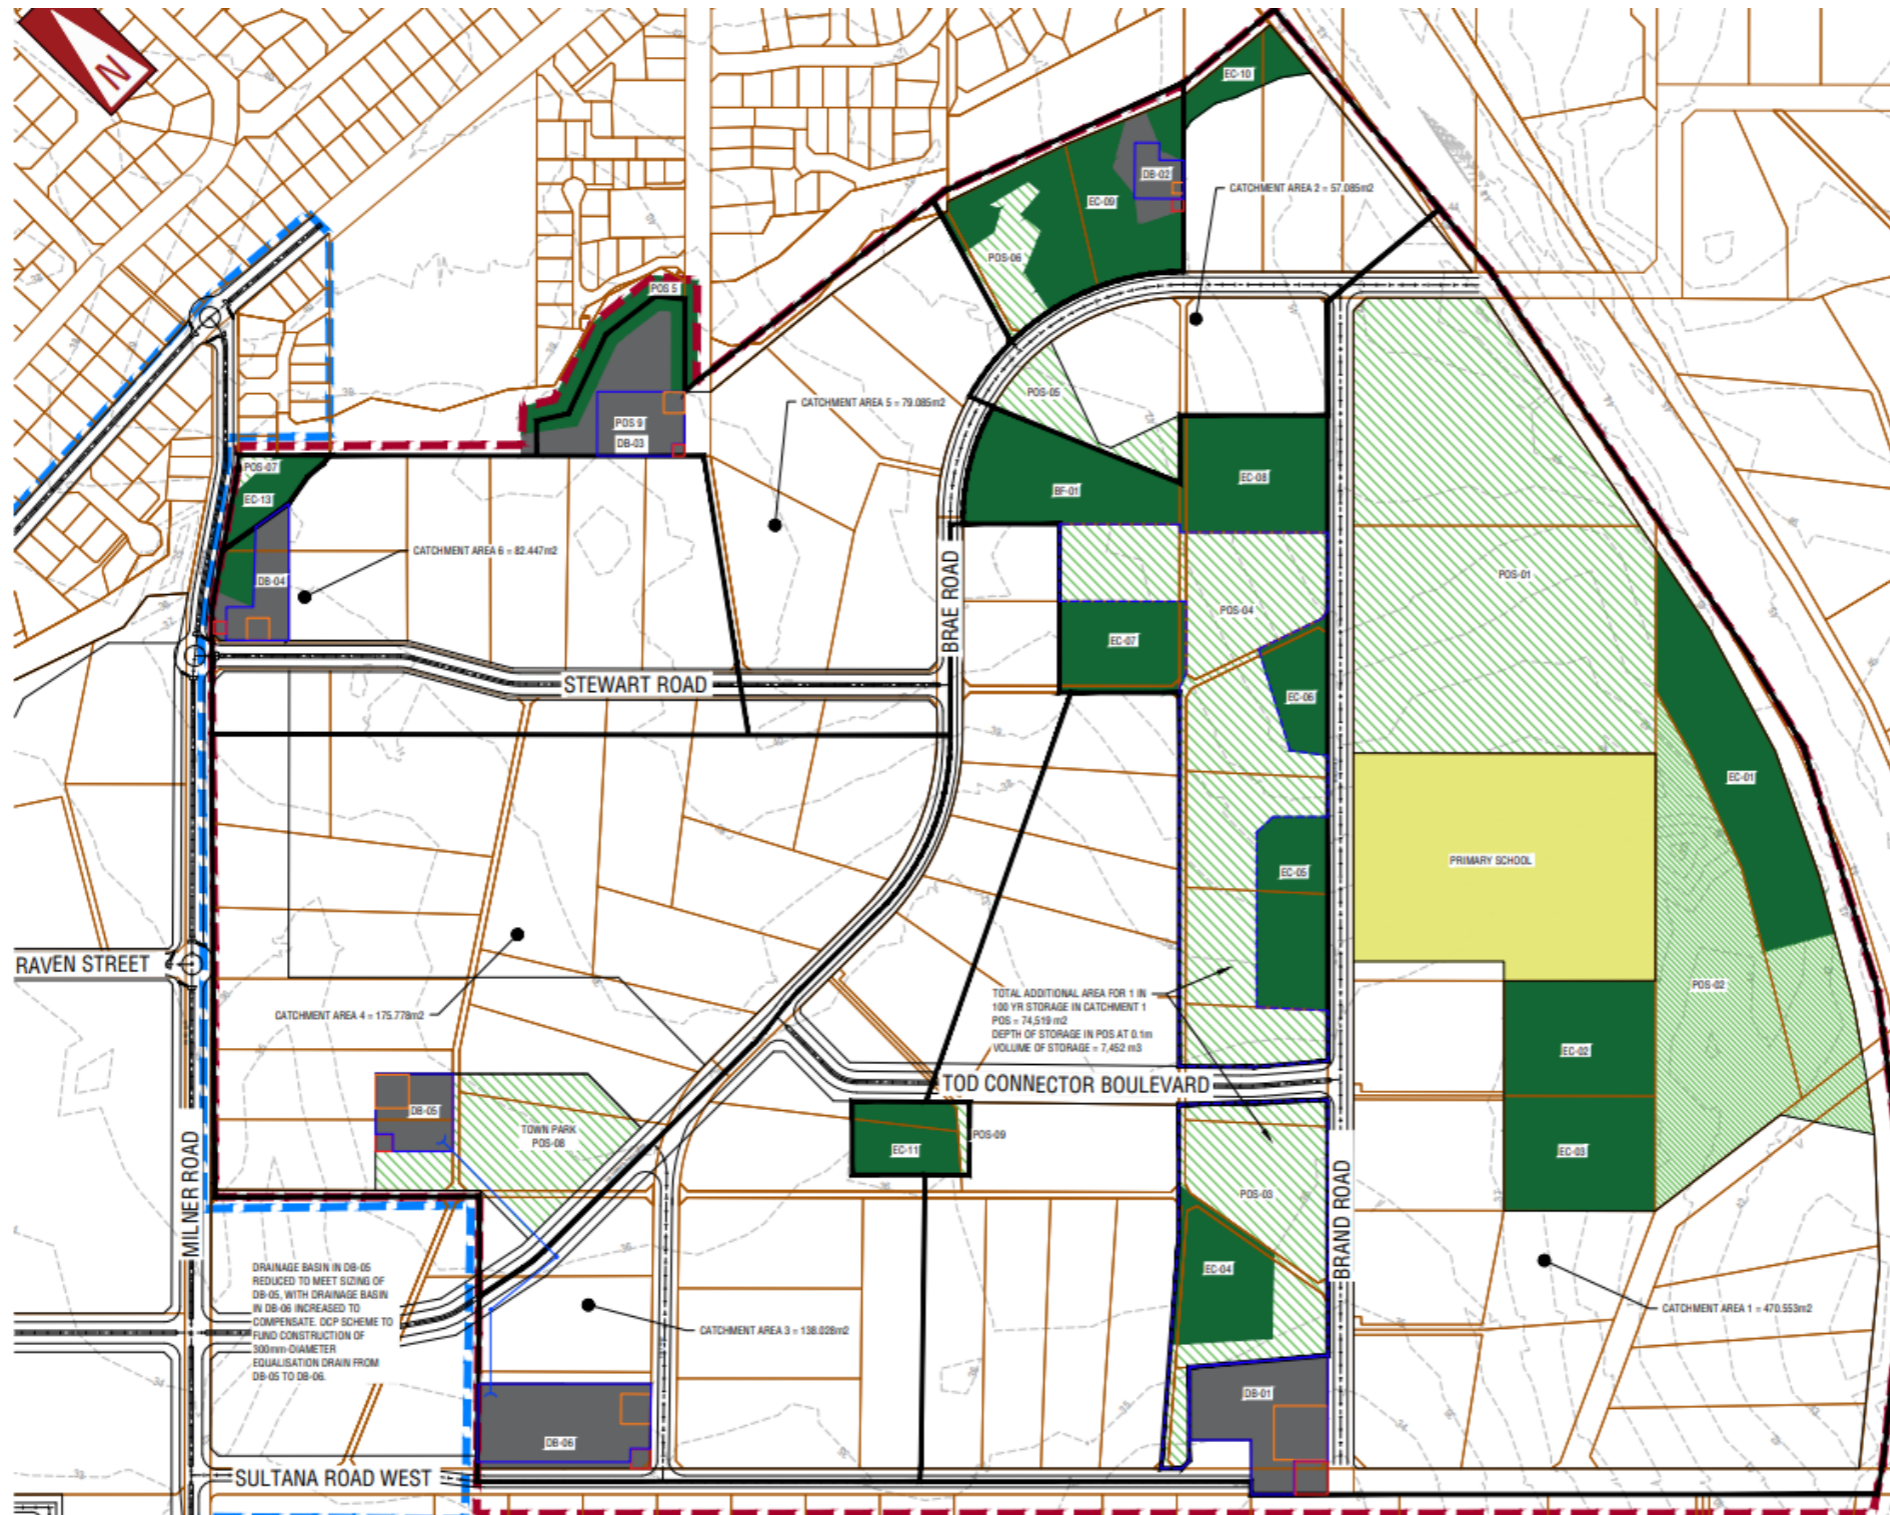 N
EC-10
DB-02
CATCHMENT AREA 2 = 57.085m2
EC-09
POS-06
POS 5
POS-05
CATCHMENT AREA 5 = 79.085m2
POS 9
DB-03
POS-07
EC-13
BF-01
EC-08
CATCHMENT AREA 6 = 82.447m2
DB-04
POS-01
POS-04
BRAE ROAD
EC-07
STEWART ROAD
EC-06
EC-01
PRIMARY SCHOOL
EC-05
RAVEN STREET
POS-02
CATCHMENT AREA 4 = 175.778m2
TOTAL ADDITIONAL AREA FOR 1 IN
100 YR STORAGE IN CATCHMENT 1
POS = 74,519 m2
DEPTH OF STORAGE IN POS AT 0.1m
VOLUME OF STORAGE = 7,452 m3
EC-02
TOD CONNECTOR BOULEVARD
DB-05
TOWN PARK
POS-08
POS-09
EC-11
EC-03
MILNER ROAD
POS-03
BRAND ROAD
EC-04
DRAINAGE BASIN IN DB-05
REDUCED TO MEET SIZING OF
DB-05, WITH DRAINAGE BASIN
IN DB-06 INCREASED TO
COMPENSATE. DCP SCHEME TO
FUND CONSTRUCTION OF
300mm-DIAMETER
EQUALISATION DRAIN FROM
DB-05 TO DB-06.
CATCHMENT AREA 3 = 138.028m2
CATCHMENT AREA 1 = 470.553m2
DB-01
DB-06
SULTANA ROAD WEST